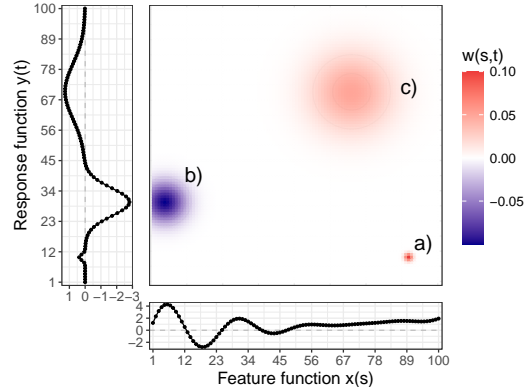 Response function y(t)
100
89
78
67
56
45
34
23
12
1
1 0 -1 -2 -3
b)
c)
a)
w(s,t)
0.10
0.05
0.00
-0.05
4
2
0
-2
1 12 23 34 45 56 67 78 89 100
Feature function x(s)